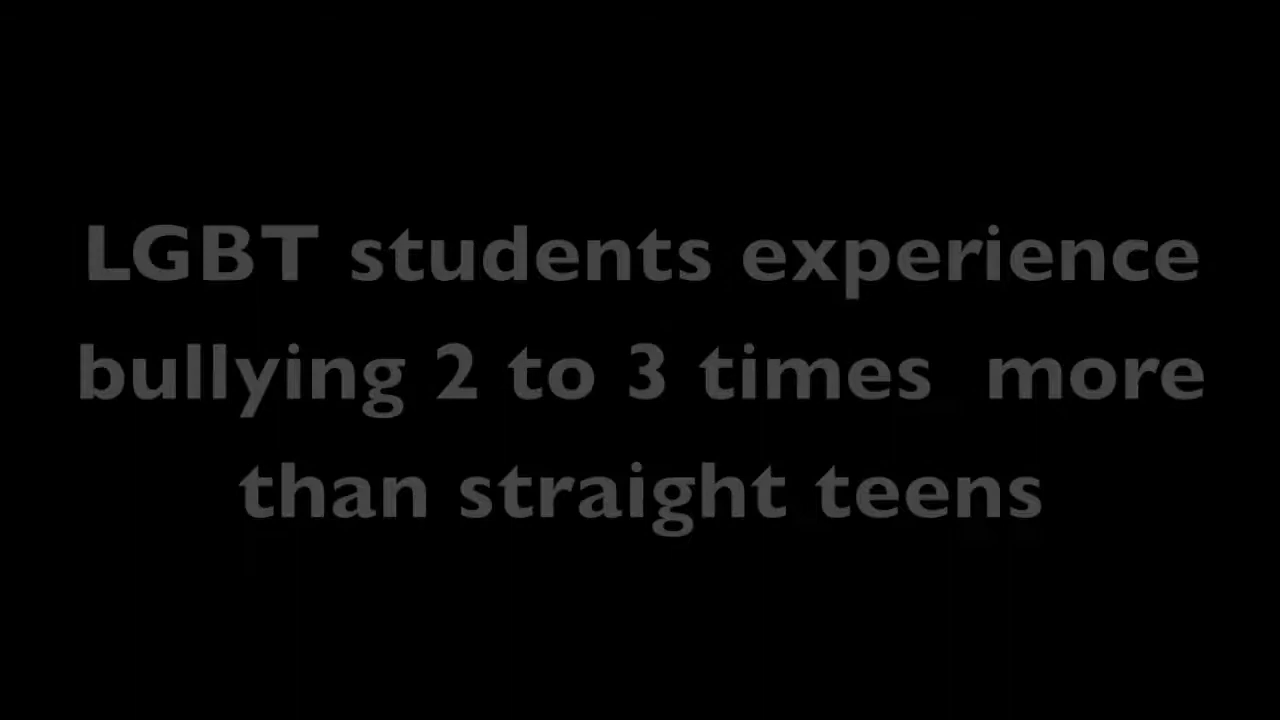 LGBT students experience
bullying 2 to 3 times  more
than straight teens